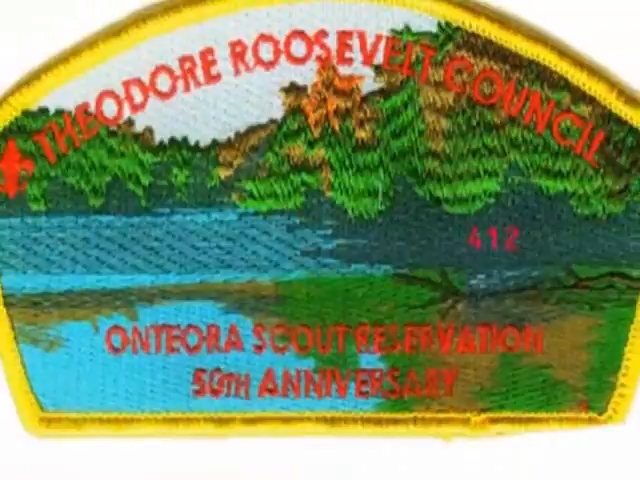 THEODORE ROOSEVELT COUNCIL
412
ONTEORA SCOUT RESERVATION
50TH ANNIVERSARY